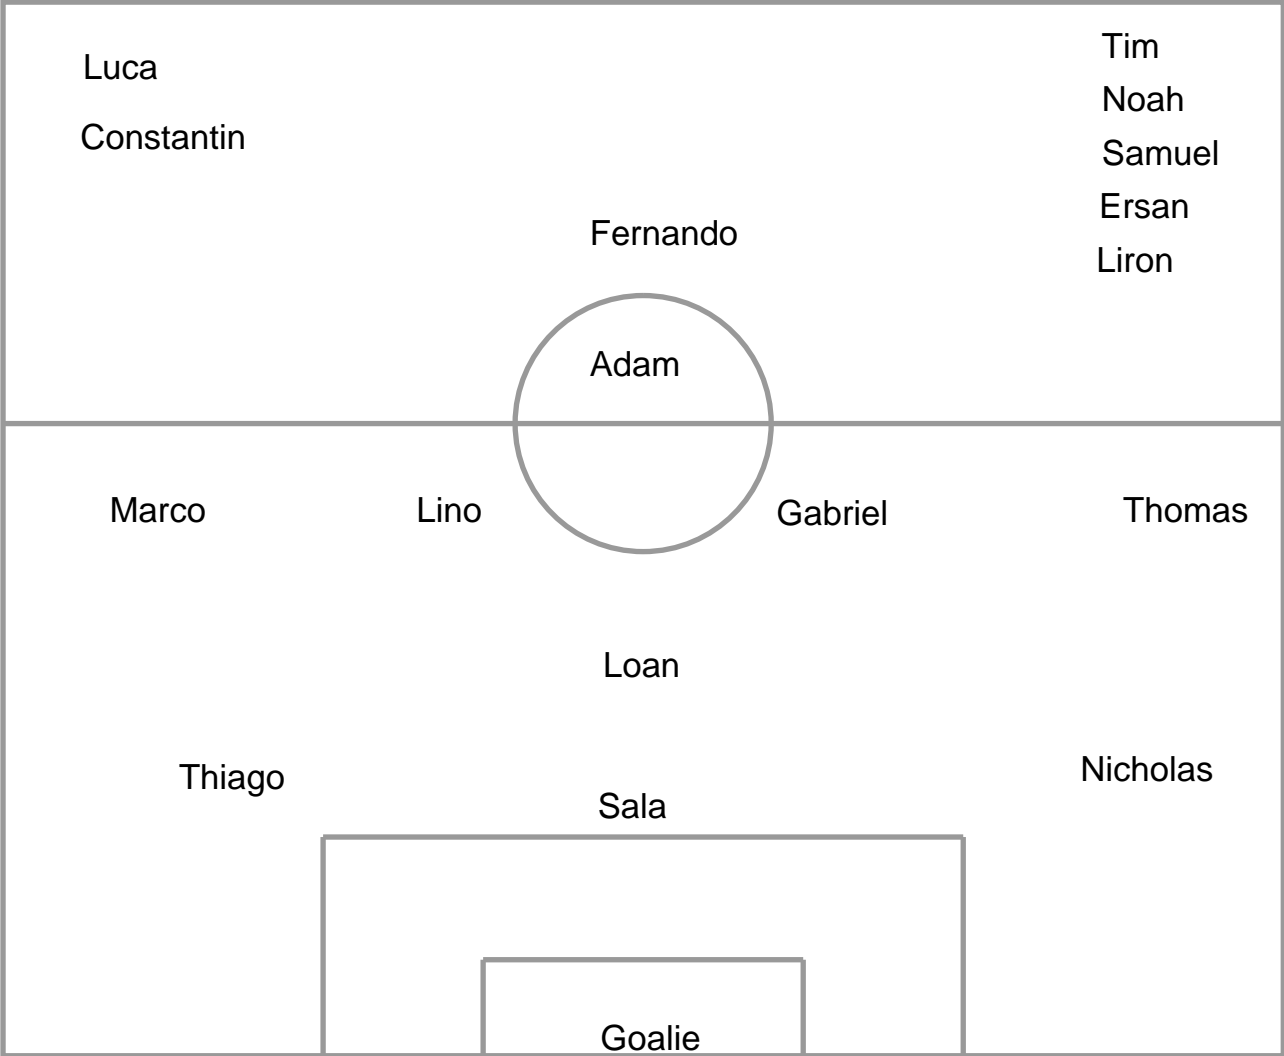 Luca
Constantin
Tim
Noah
Samuel
Ersan
Liron
Fernando
Adam
Marco
Lino
Gabriel
Thomas
Loan
Thiago
Sala
Nicholas
Goalie